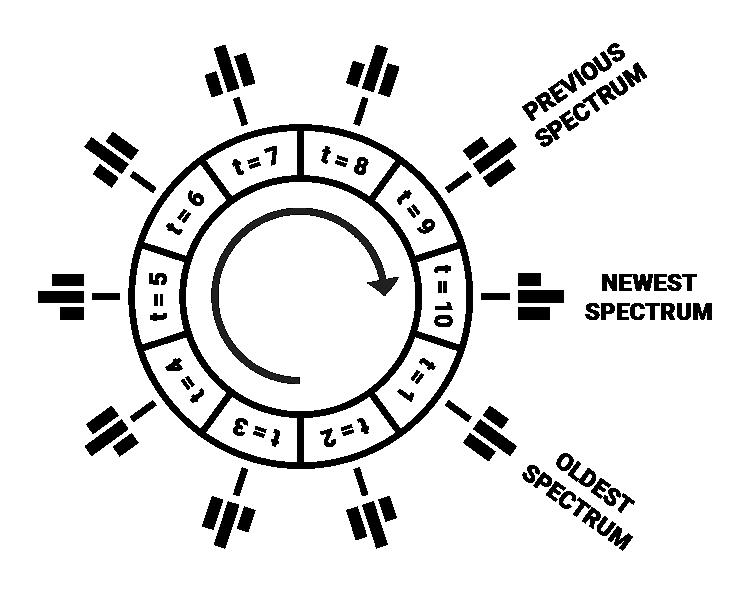 PREVIOUS
SPECTRUM
t = 7
t = 8
t = 6
t = 9
t = 5
t = 10
NEWEST
SPECTRUM
t = 4
t = 1
t = 3
t = 2
OLDEST
SPECTRUM